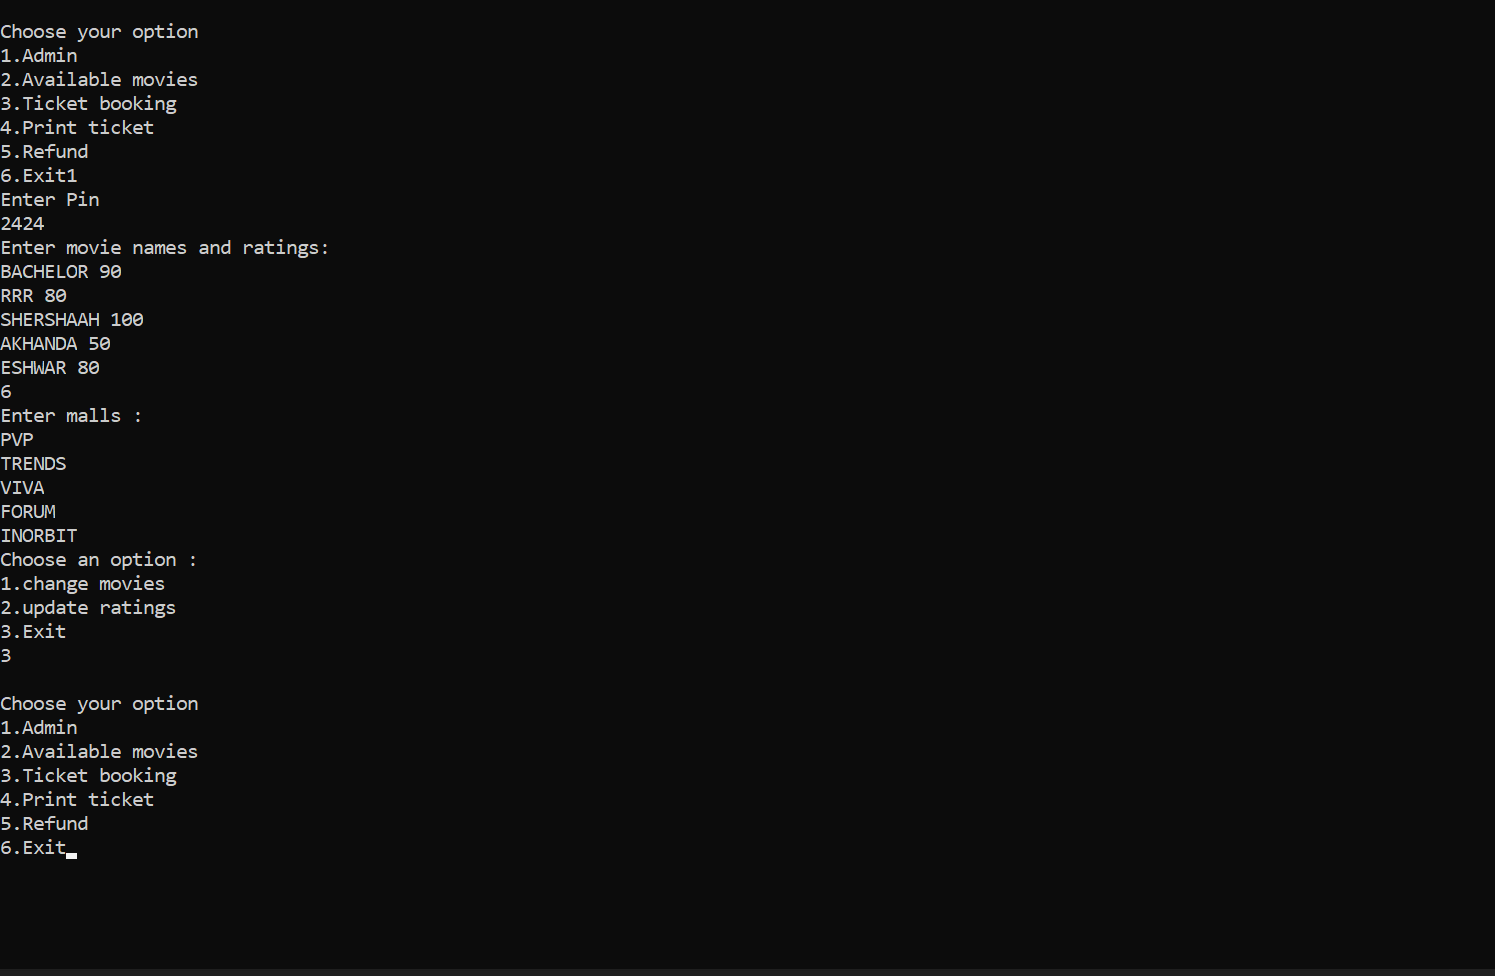 Choose your option
1.Admin
2.Available movies
3.Ticket booking
4.Print ticket
5.Refund
6.Exit1
Enter Pin
2424
Enter movie names and ratings:
BACHELOR 90
RRR 80
SHERSHAAH 100
AKHANDA 50
ESHWAR 80
6
Enter malls :
PVP
TRENDS
VIVA
FORUM
INORBIT
Choose an option :
1.change movies
2.update ratings
3.Exit
3
Choose your option
1.Admin
2.Available movies
3.Ticket booking
4.Print ticket
5.Refund
6.Exit